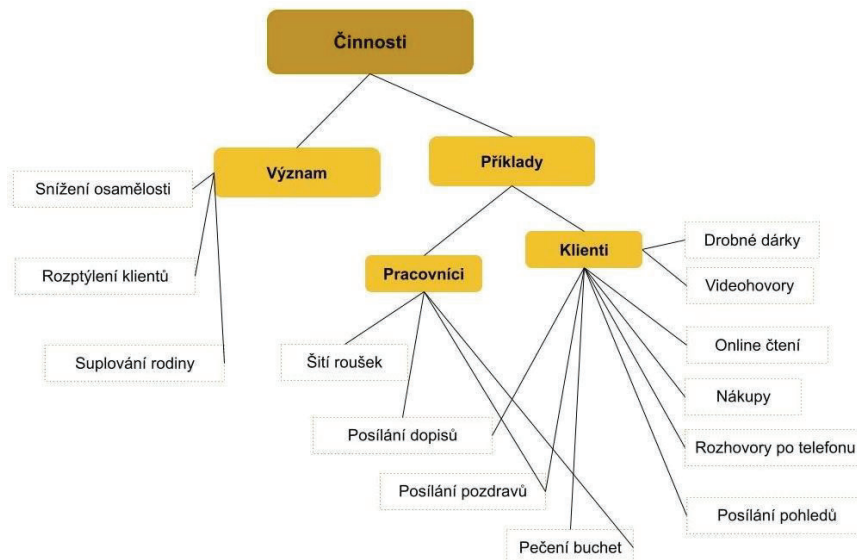 Činnosti
Význam
Příklady
Snížení osamělosti
Rozptýlení klientů
Suplování rodiny
Pracovníci
Klienti
Drobné dárky
Videohovory
Šití roušek
Online čtení
Nákupy
Posílání dopisů
Rozhovory po telefonu
Posílání pozdravů
Posílání pohledů
Pečení buchet